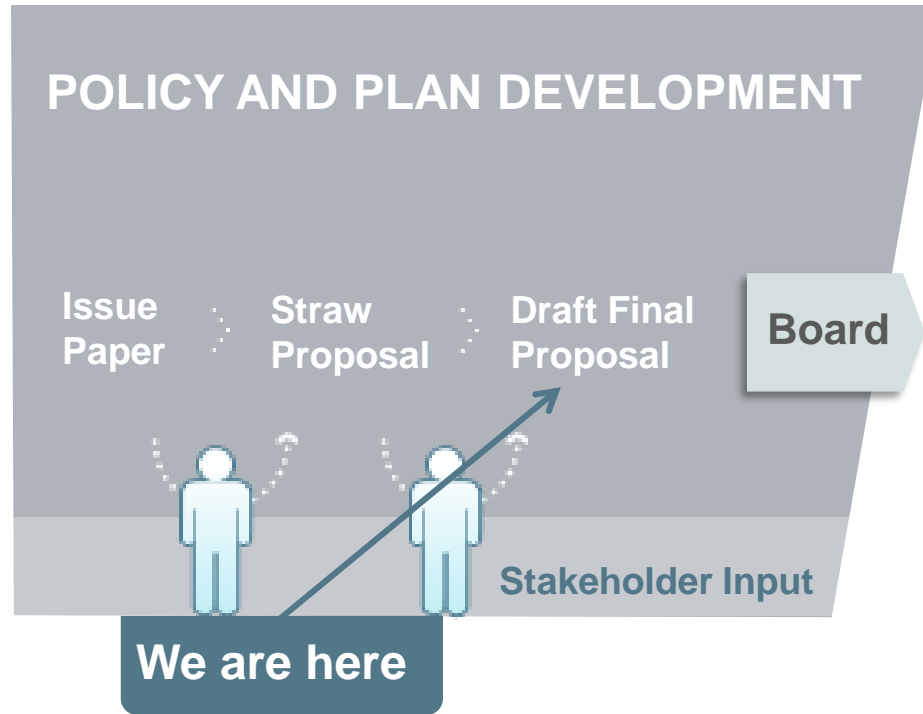 POLICY AND PLAN DEVELOPMENT
Issue
Paper
Straw
Proposal
Draft Final
Proposal
Board
Stakeholder Input
We are here